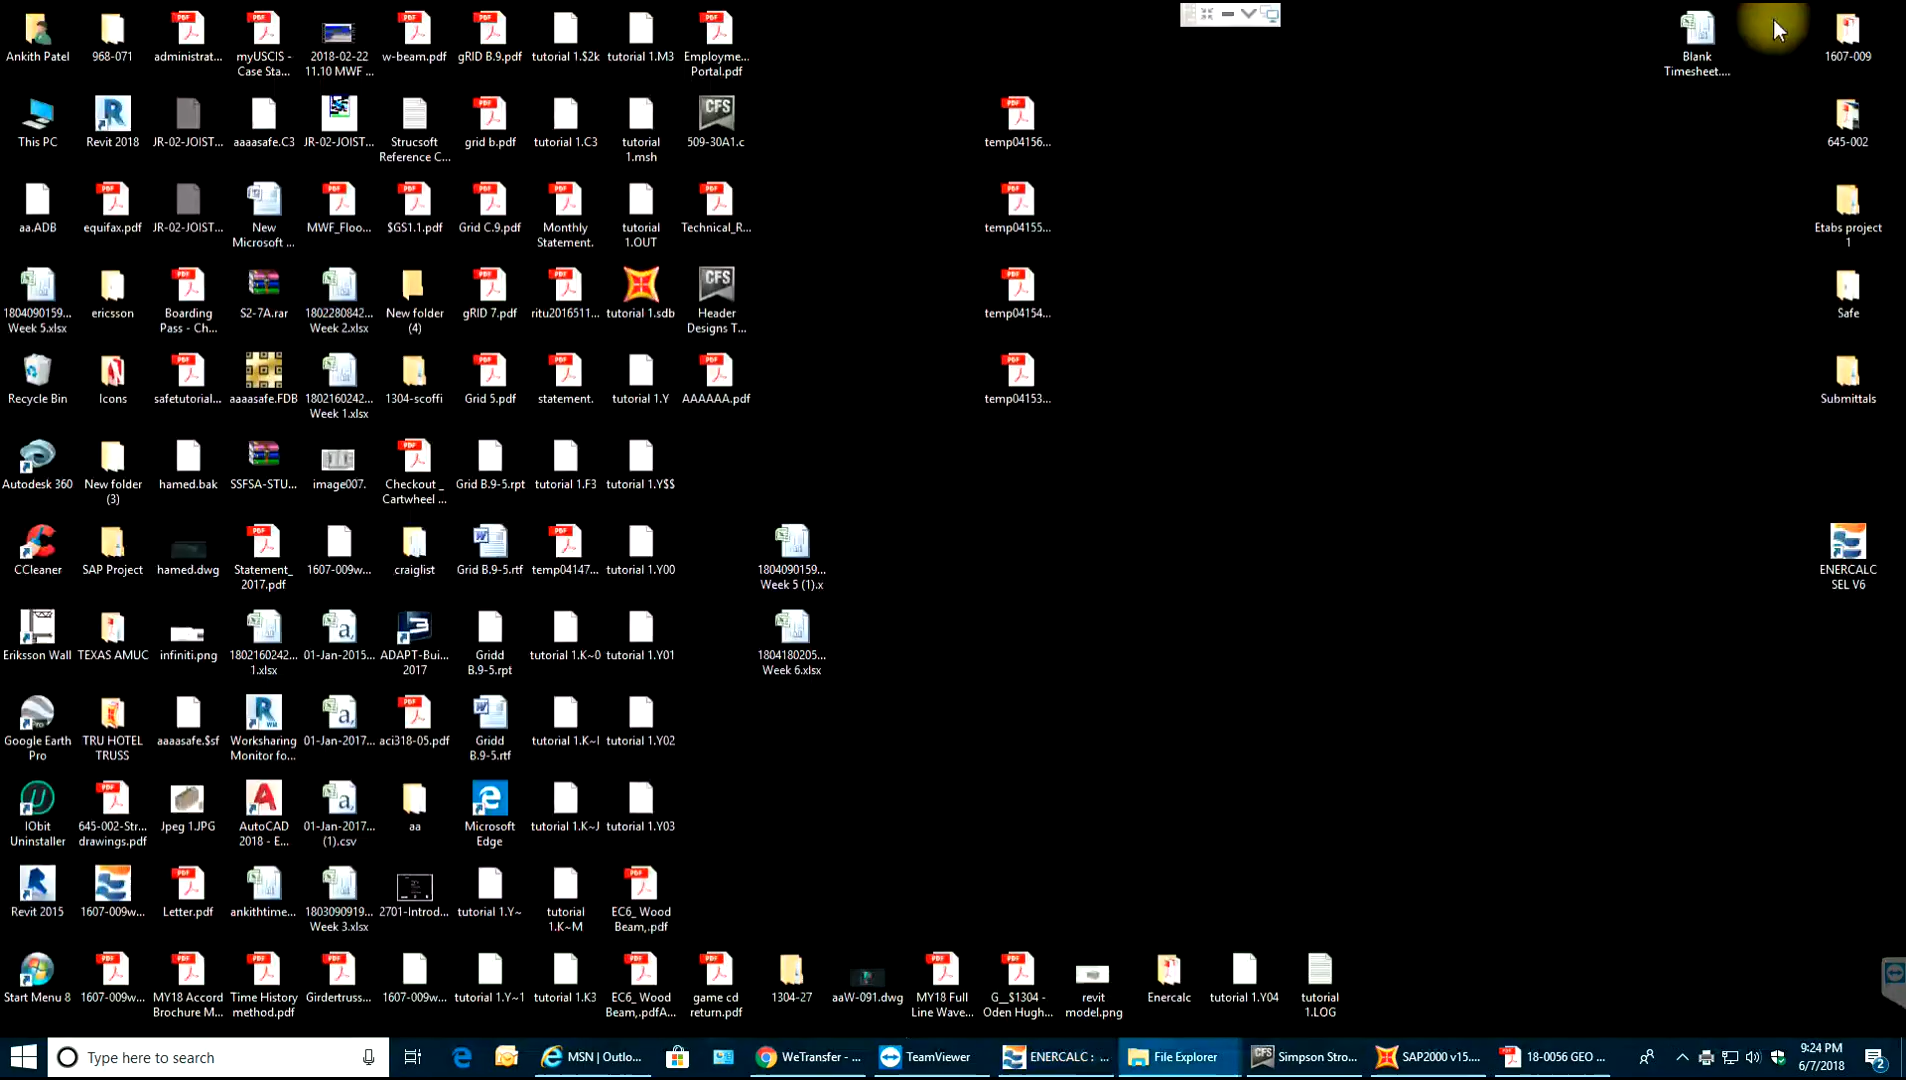 Ankith Patel
968-071
administrat...
myUSCIS -
Case Sta...
2018-02-22
11.10 MWF ...
w-beam.pdf
gRID B.9.pdf
tutorial 1.$2k
tutorial 1.M3
Employme...
Portal.pdf
Blank
Timesheet....
1607-009
This PC
Revit 2018
JR-02-JOIST...
aaaasafe.C3
JR-02-JOIST...
Strucsoft
Reference C...
grid b.pdf
tutorial 1.C3
tutorial
1.msh
509-30A1.c
temp04156...
645-002
aa.ADB
equifax.pdf
JR-02-JOIST...
New
Microsoft ...
MWF_Floo...
$GS1.1.pdf
Grid C.9.pdf
Monthly
Statement.
tutorial
1.OUT
Technical_R...
temp04155...
Etabs project
1
1804090159...
Week 5.xlsx
ericsson
Boarding
Pass - Ch...
S2-7A.rar
1802280842...
Week 2.xlsx
New folder
(4)
gRID 7.pdf
ritu2016511...
tutorial 1.sdb
Header
Designs T...
temp04154...
Safe
Recycle Bin
Icons
safetutorial...
aaaasafe.FDB
1802160242...
Week 1.xlsx
1304-scoffi
Grid 5.pdf
statement.
tutorial 1.Y
AAAAAA.pdf
temp04153...
Submittals
Autodesk 360
New folder
(3)
hamed.bak
SSFSA-STU...
image007.
Checkout _
Cartwheel ...
Grid B.9-5.rpt
tutorial 1.F3
tutorial 1.Y$$
CCleaner
SAP Project
hamed.dwg
Statement_
2017.pdf
1607-009w...
craiglist
Grid B.9-5.rtf
temp04147...
tutorial 1.Y00
1804090159...
Week 5 (1).x
ENERCALC
SEL V6
Eriksson Wall
TEXAS AMUC
infiniti.png
1802160242...
1.xlsx
01-Jan-2015...
ADAPT-Bui...
2017
Gridd
B.9-5.rpt
tutorial 1.K~0
tutorial 1.Y01
1804180205...
Week 6.xlsx
Google Earth
Pro
TRU HOTEL
TRUSS
aaaasafe.$sf
Worksharing
Monitor fo...
01-Jan-2017...
aci318-05.pdf
Gridd
B.9-5.rtf
tutorial 1.K~I
tutorial 1.Y02
IObit
Uninstaller
645-002-Str...
drawings.pdf
Jpeg 1.JPG
AutoCAD
2018 - E...
01-Jan-2017...
(1).csv
aa
Microsoft
Edge
tutorial 1.K~J
tutorial 1.Y03
Revit 2015
1607-009w...
Letter.pdf
ankithtime...
1803090919...
Week 3.xlsx
2701-Introd...
tutorial 1.Y~
tutorial
1.K~M
EC6_ Wood
Beam,.pdf
Start Menu 8
1607-009w...
MY18 Accord
Brochure M...
Time History
method.pdf
Girdertruss...
1607-009w...
tutorial 1.Y~1
tutorial 1.K3
EC6_ Wood
Beam,.pdfA...
game cd
return.pdf
1304-27
aaW-091.dwg
MY18 Full
Line Wave...
G__$1304 -
Oden Hugh...
revit
model.png
Enercalc
tutorial 1.Y04
tutorial
1.LOG
Type here to search
MSN | Outlo...
WeTransfer - ...
TeamViewer
ENERCALC : ...
File Explorer
Simpson Stro...
SAP2000 v15....
18-0056 GEO ...
9:24 PM
6/7/2018
2